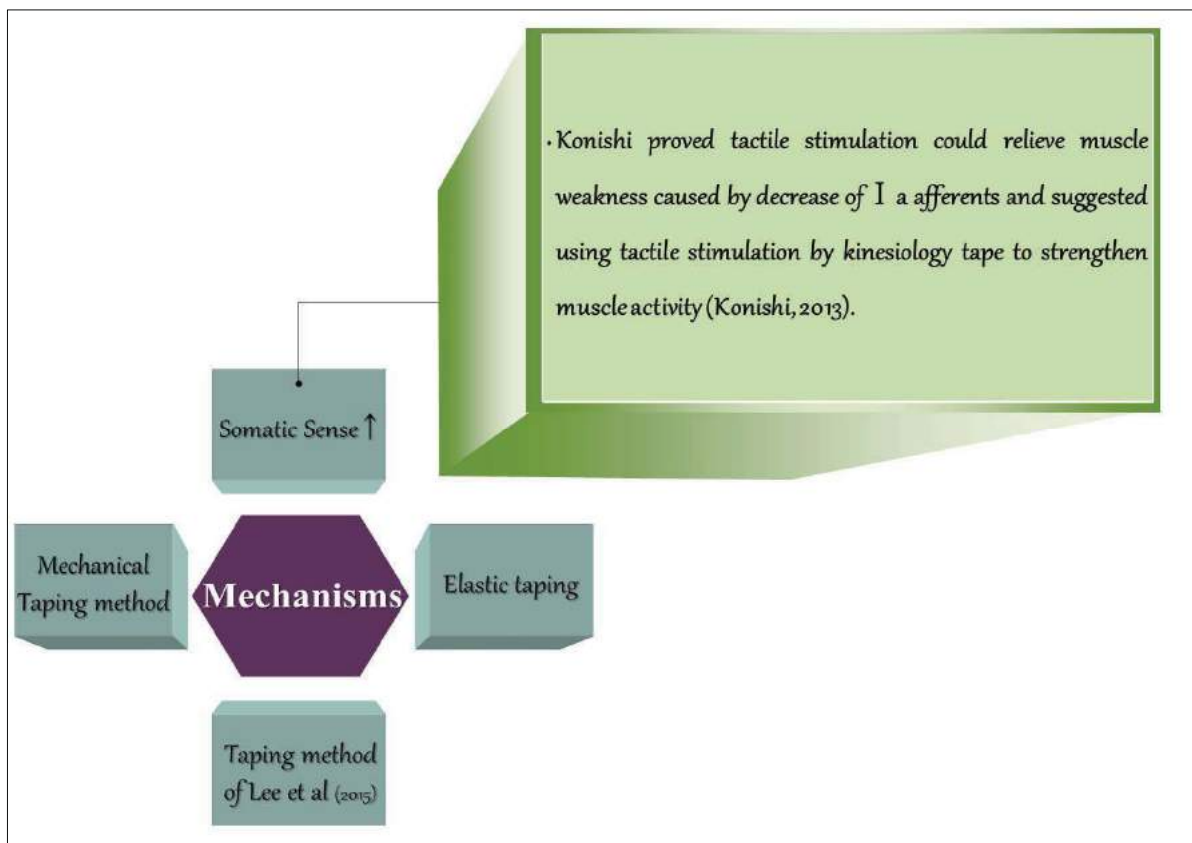 · Konishi proved tactile stimulation could relieve muscle
weakness caused by decrease of Ⅰ a afferents and suggested
using tactile stimulation by kinesiology tape to strengthen
muscle activity (Konishi, 2013).
Somatic Sense ↑
Mechanical
Taping method
Mechanisms
Elastic taping
Taping method
of Lee et al (2015)